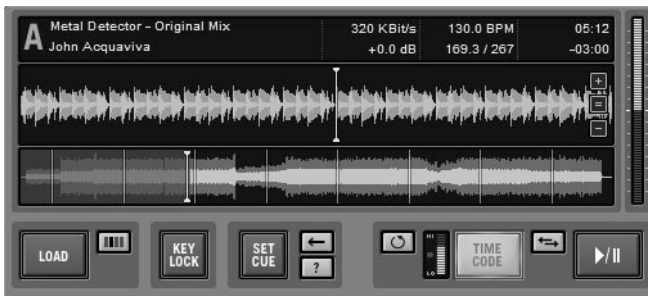 A
Metal Detector – Original Mix
320 KBit/s
130.0 BPM
05:12
John Acquaviva
+0.0 dB
169.3 / 267
-03:00
+
=
−
LOAD
KEY
LOCK
SET
CUE
?
HI
LO
TIME
CODE